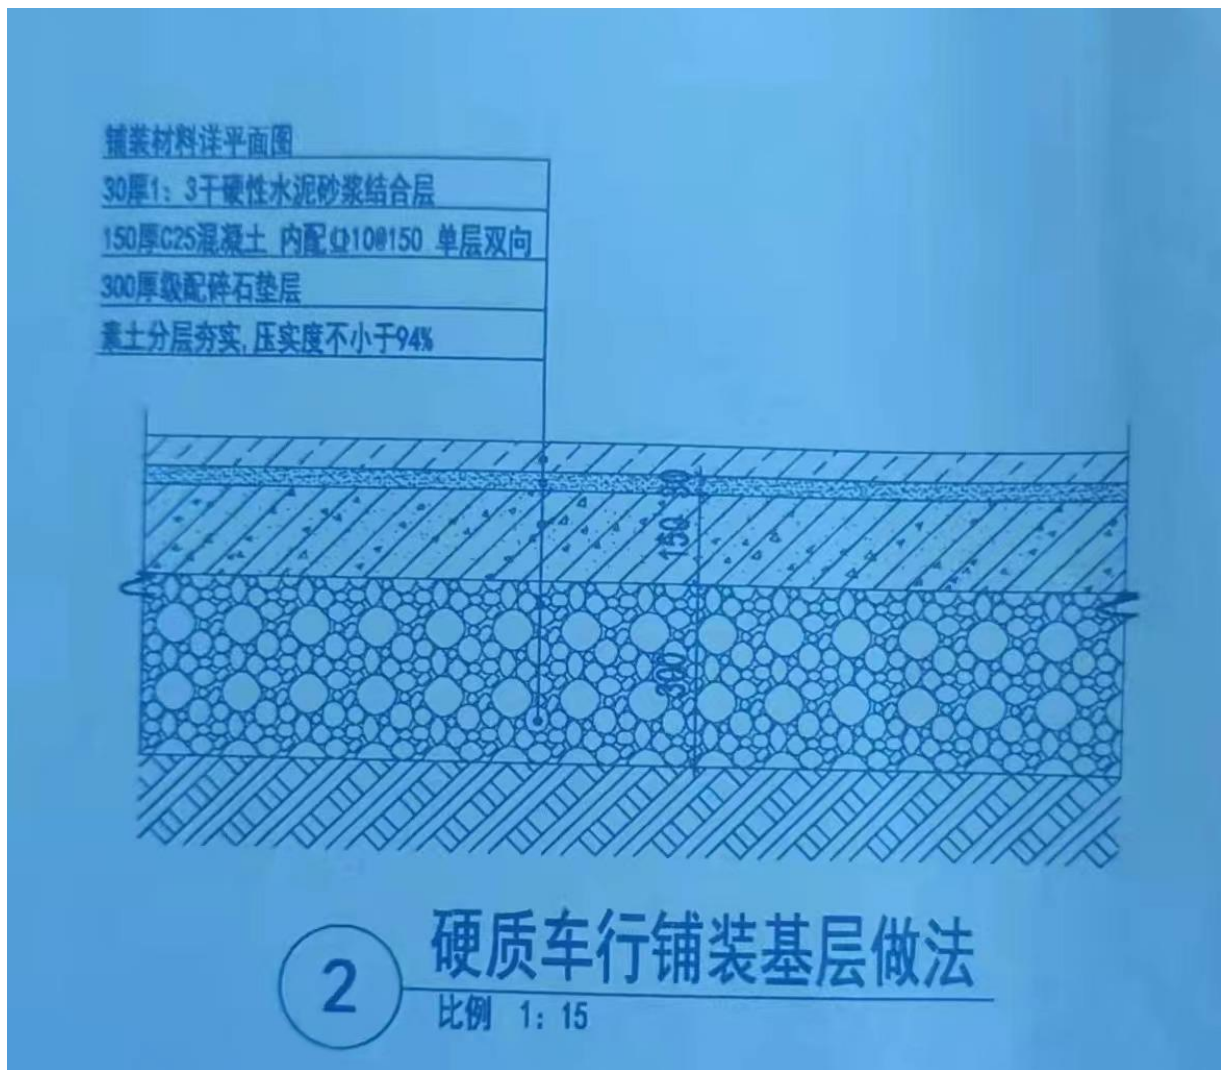 铺装材料详平面图
30厚1：3干硬性水泥砂浆结合层
150厚C25混凝土 内配Φ10@150 单层双向
300厚级配碎石垫层
素土分层夯实,压实度不小于94%
30
150
300
2
硬质车行铺装基层做法
比例 1：15